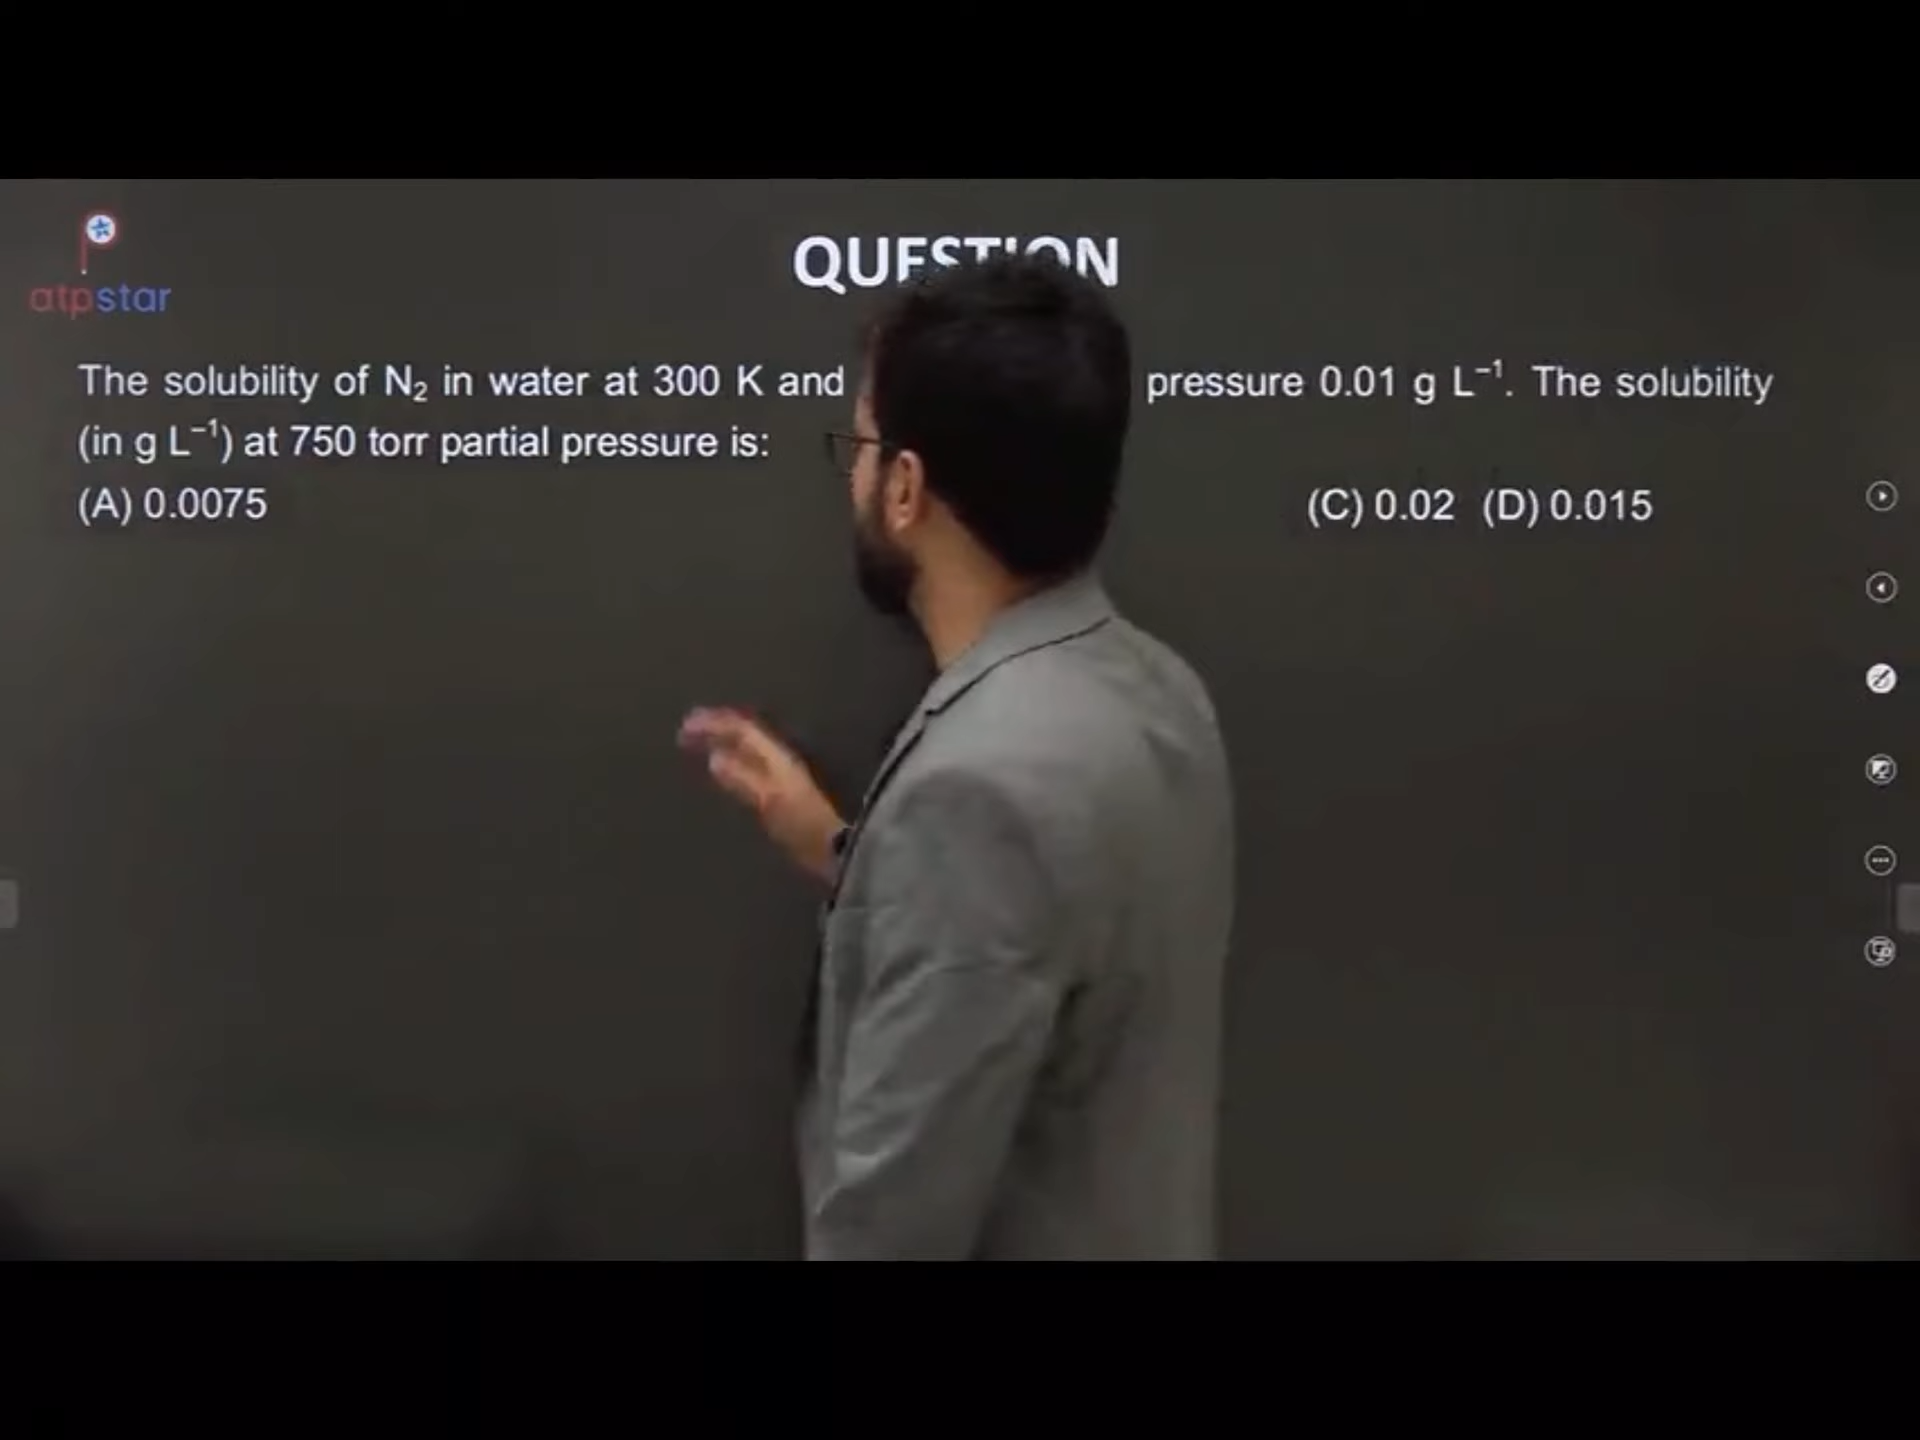 atpstar
QUESTION
The solubility of N₂ in water at 300 K and pressure 0.01 g L⁻¹. The solubility
(in g L⁻¹) at 750 torr partial pressure is:
(A) 0.0075 (C) 0.02 (D) 0.015